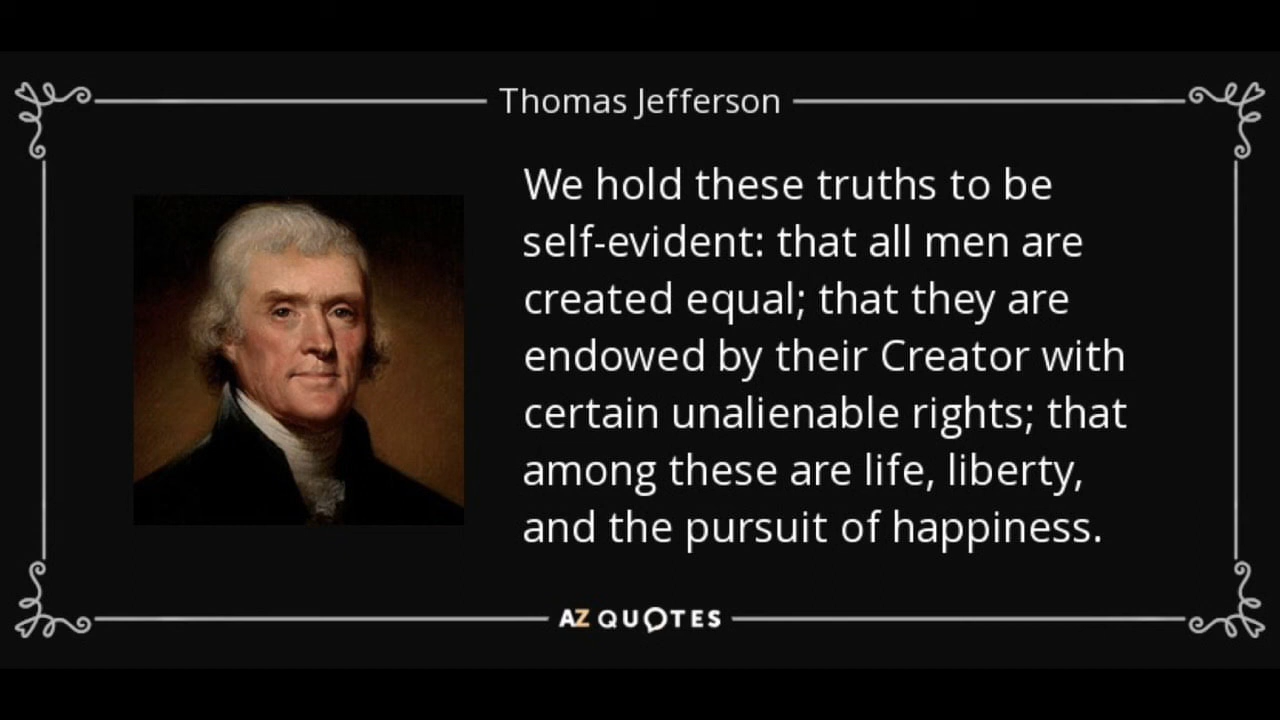 Thomas Jefferson
We hold these truths to be
self-evident: that all men are
created equal; that they are
endowed by their Creator with
certain unalienable rights; that
among these are life, liberty,
and the pursuit of happiness.
AZ QUOTES